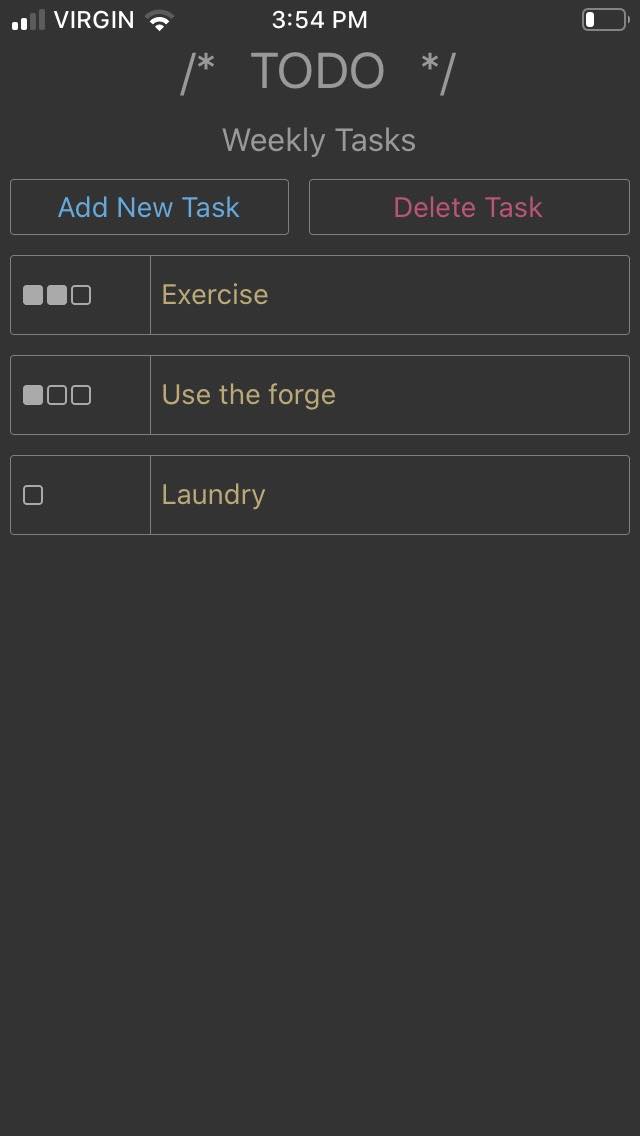 VIRGIN 3:54 PM
/* TODO */
Weekly Tasks
Add New Task Delete Task
Exercise
Use the forge
Laundry